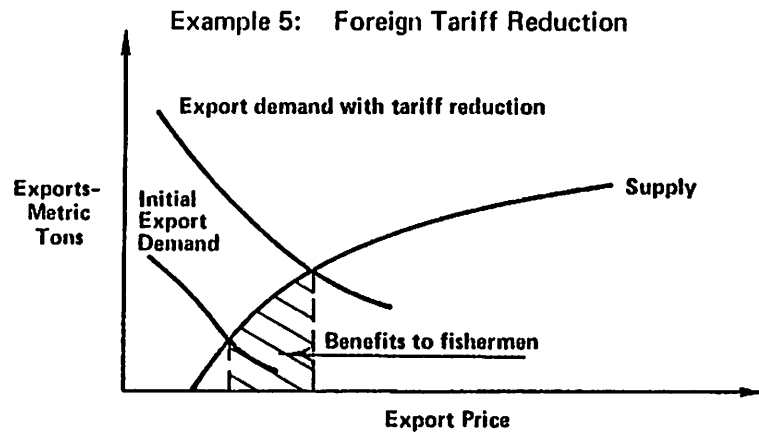 Example 5: Foreign Tariff Reduction
Export demand with tariff reduction
Exports-
Metric
Tons
Initial
Export
Demand
Supply
Benefits to fishermen
Export Price